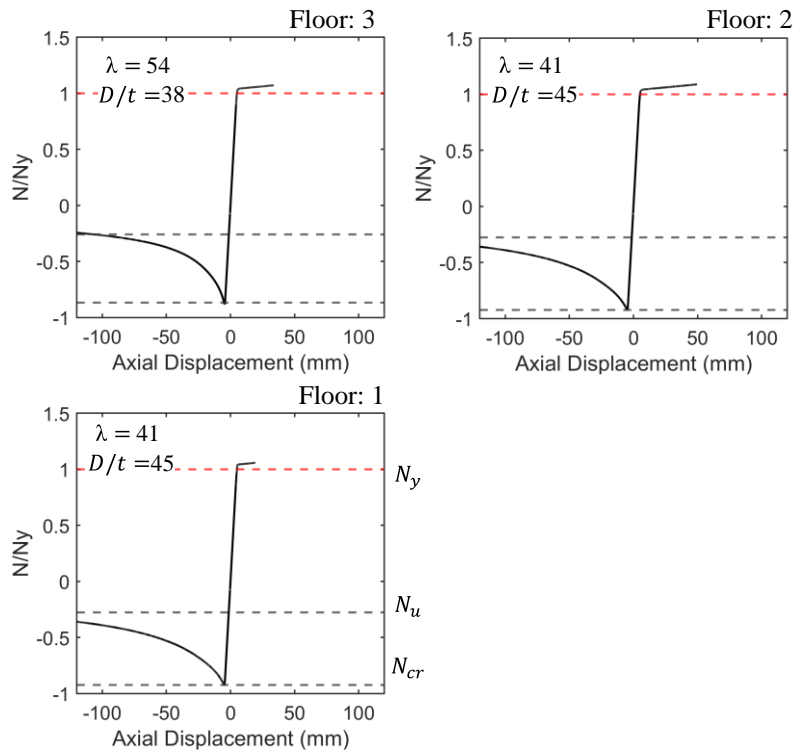 Floor: 3
λ = 54
D/t =38
1.5
1
0.5
0
-0.5
-1
N/Ny
-100 -50 0 50 100
Axial Displacement (mm)
Floor: 2
λ = 41
D/t =45
1.5
1
0.5
0
-0.5
-1
N/Ny
-100 -50 0 50 100
Axial Displacement (mm)
Floor: 1
λ = 41
D/t =45
1.5
1
0.5
0
-0.5
-1
N/Ny
N_y
N_u
N_cr
-100 -50 0 50 100
Axial Displacement (mm)